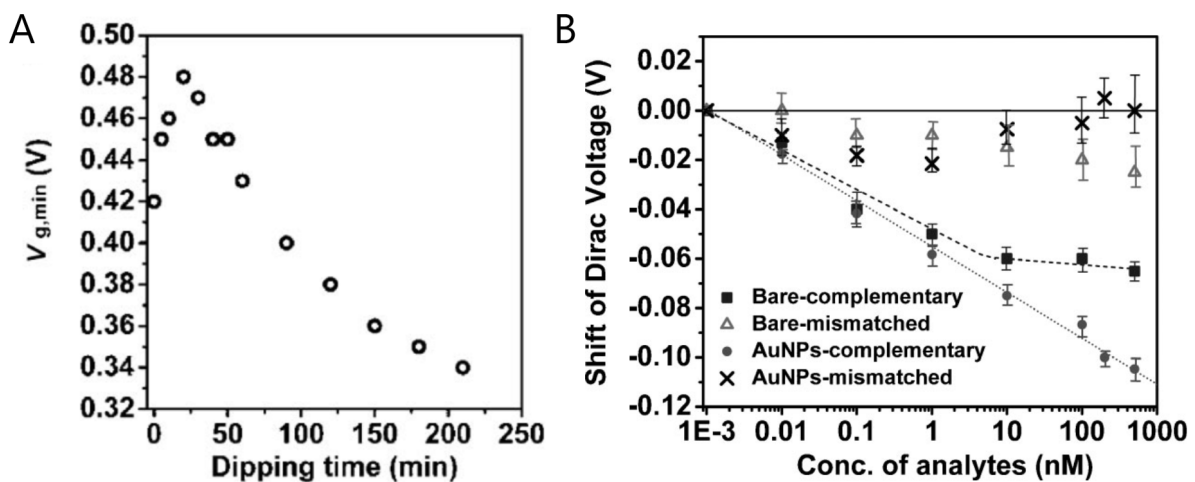 A
0.50
0.48
0.46
0.44
0.42
0.40
0.38
0.36
0.34
0.32
V g,min (V)
0 50 100 150 200 250
Dipping time (min)
B
0.02
0.00
-0.02
-0.04
-0.06
-0.08
-0.10
-0.12
Shift of Dirac Voltage (V)
Bare-complementary
Bare-mismatched
AuNPs-complementary
AuNPs-mismatched
1E-3 0.01 0.1 1 10 100 1000
Conc. of analytes (nM)